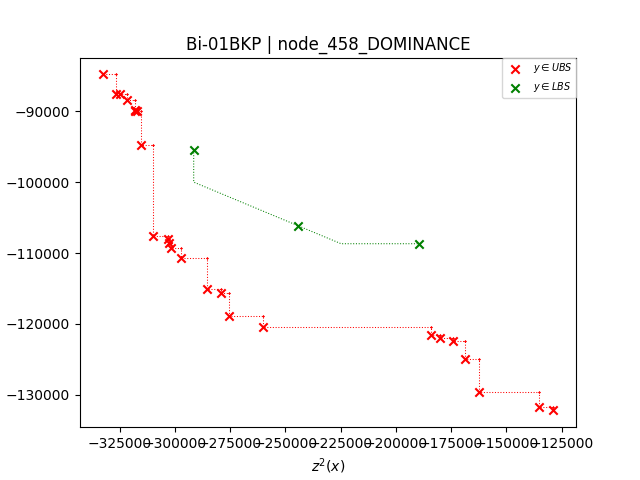 Bi-01BKP | node_458_DOMINANCE
y ∈ UBS
y ∈ LBS
−90000
−100000
−110000
−120000
−130000
−325000 −300000 −275000 −250000 −225000 −200000 −175000 −150000 −125000
z²(x)